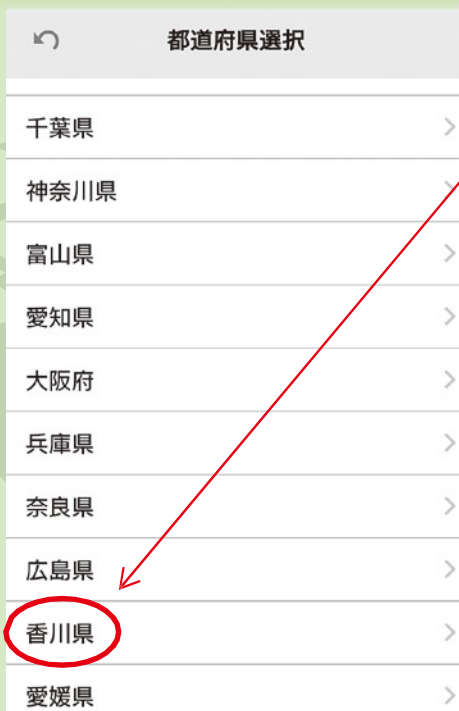 都道府県選択
千葉県
神奈川県
富山県
愛知県
大阪府
兵庫県
奈良県
広島県
香川県
愛媛県